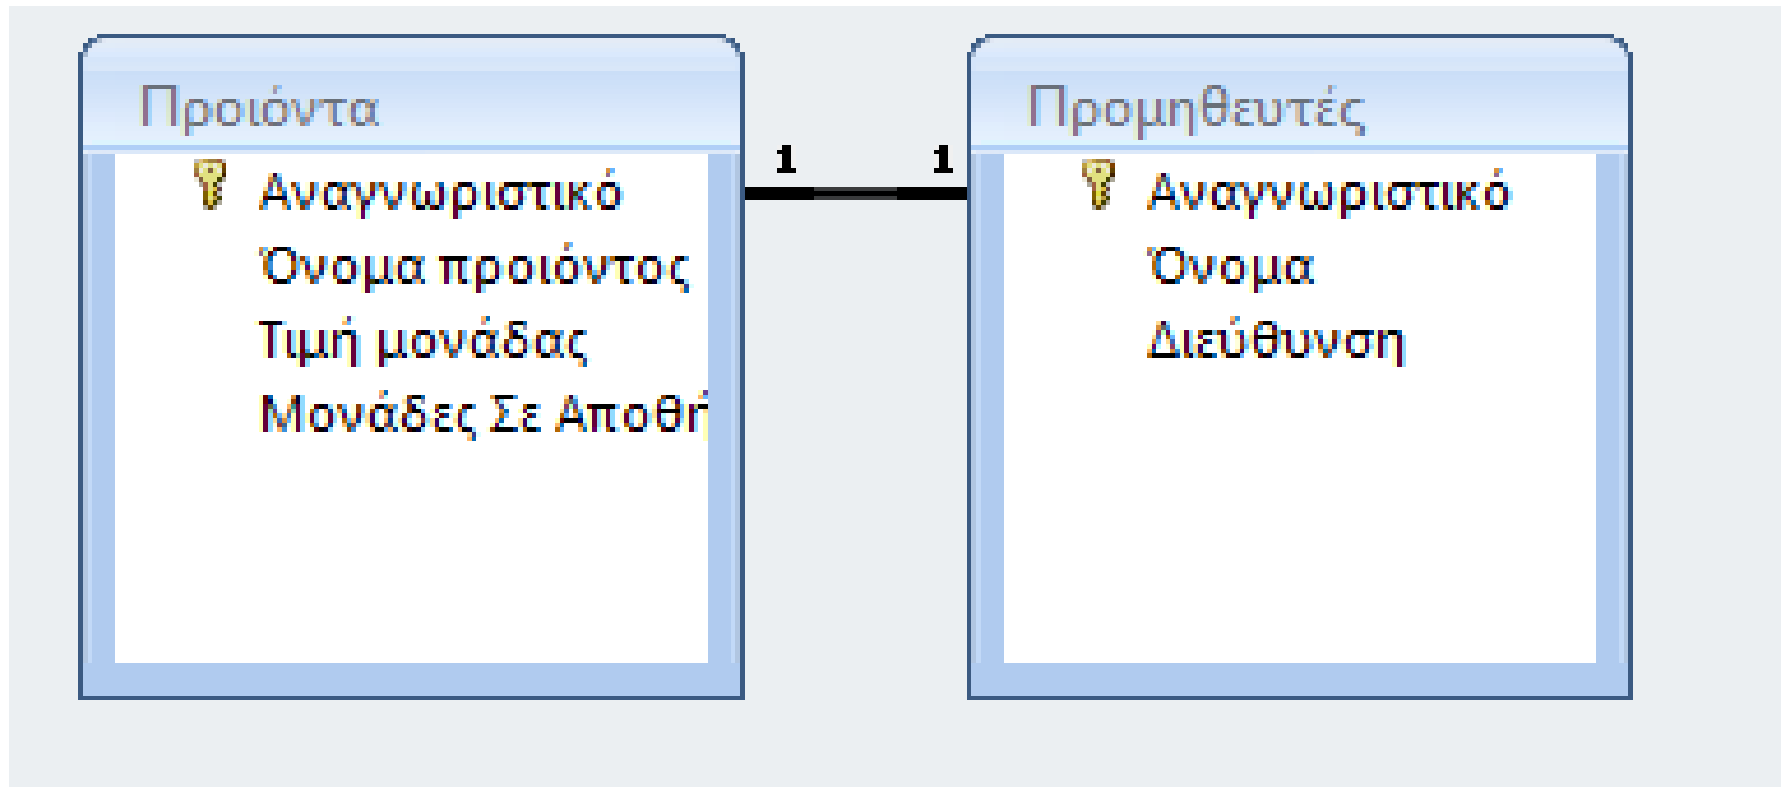 Προιόντα
Αναγνωριστικό
Όνομα προιόντος
Τιμή μονάδας
Μονάδες Σε Αποθή
1 1
Προμηθευτές
Αναγνωριστικό
Όνομα
Διεύθυνση